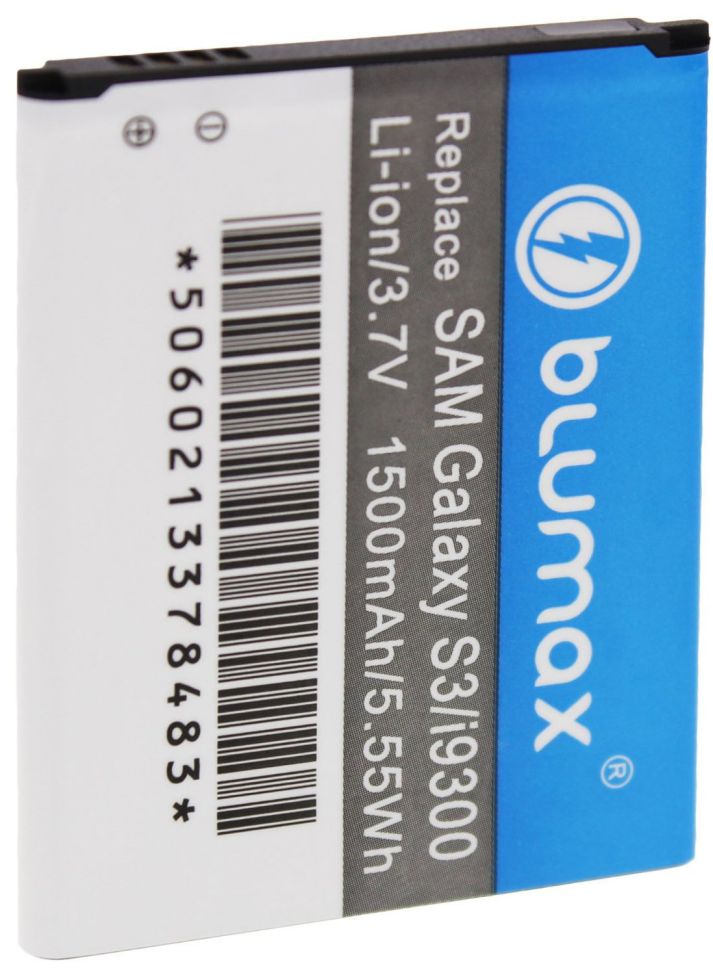 blumax®
Replace SAM Galaxy S3/i9300
Li-ion/3.7V 1500mAh/5.55Wh
*5060213378483*
⊕ ⊖